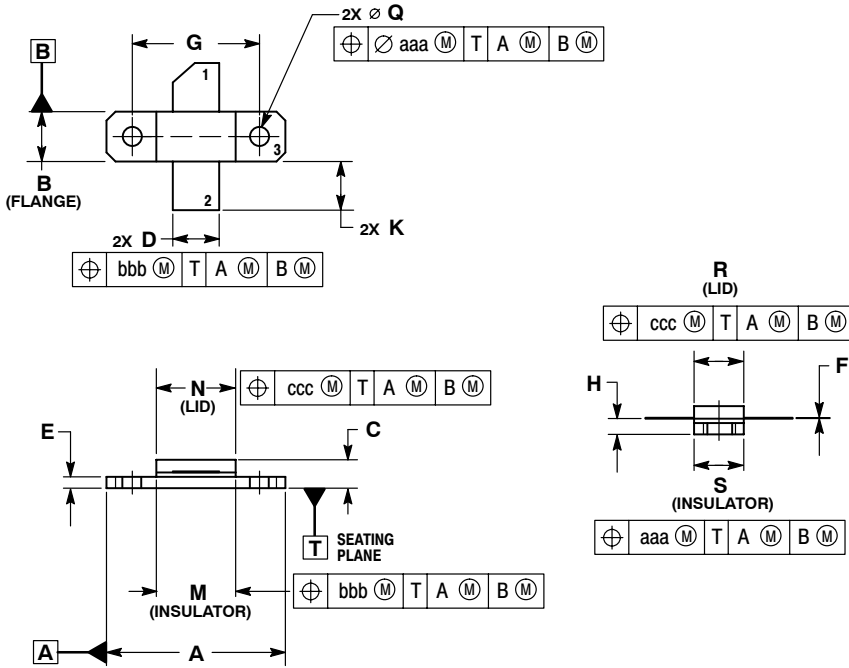 2X ⌀ Q
⌖ ⌀ aaa Ⓜ T A Ⓜ B Ⓜ
G
B
1
3
B
(FLANGE)
2
2X K
2X D
⌖ bbb Ⓜ T A Ⓜ B Ⓜ
R
(LID)
⌖ ccc Ⓜ T A Ⓜ B Ⓜ
N
(LID)
⌖ ccc Ⓜ T A Ⓜ B Ⓜ
H
F
E
C
S
(INSULATOR)
⌖ aaa Ⓜ T A Ⓜ B Ⓜ
T SEATING
PLANE
M
(INSULATOR)
⌖ bbb Ⓜ T A Ⓜ B Ⓜ
A
A